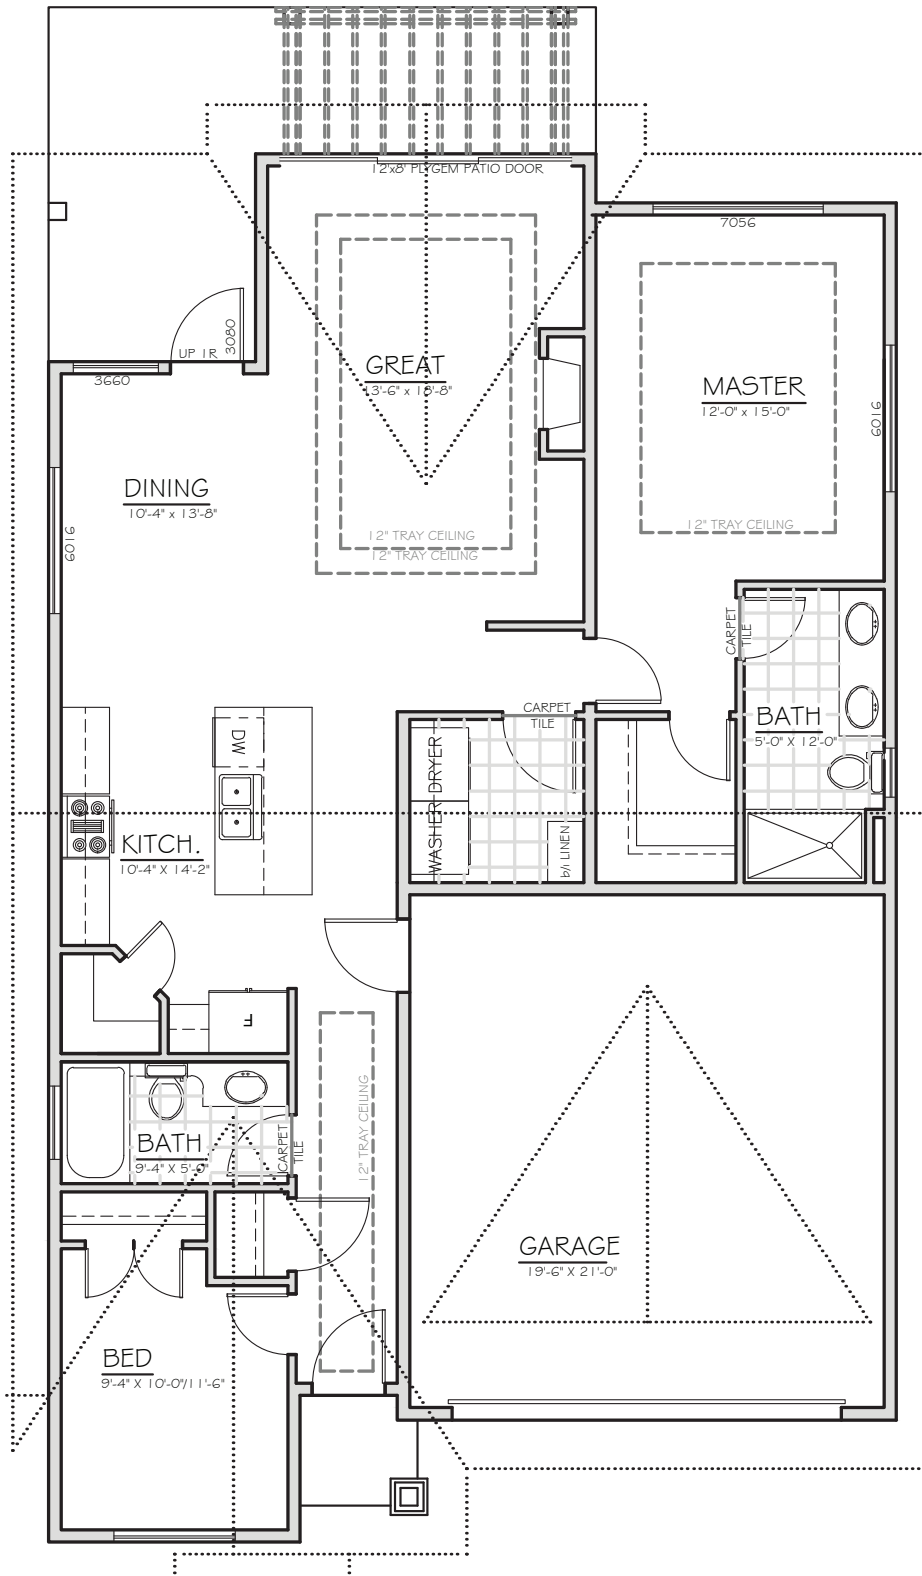 12'x8' PLYGEM PATIO DOOR
7056
UP 1R
3080
3660
GREAT
13'-6" x 18'-8"
MASTER
12'-0" x 15'-0"
6016
DINING
10'-4" x 13'-8"
6016
12" TRAY CEILING
12" TRAY CEILING
12" TRAY CEILING
CARPET
TILE
CARPET
TILE
BATH
5'-0" X 12'-0"
DW
WASHER
DRYER
b/i LINEN
KITCH.
10'-4" X 14'-2"
F
12" TRAY CEILING
BATH
9'-4" X 5'-0"
CARPET
TILE
GARAGE
19'-6" X 21'-0"
BED
9'-4" X 10'-0"/11'-6"